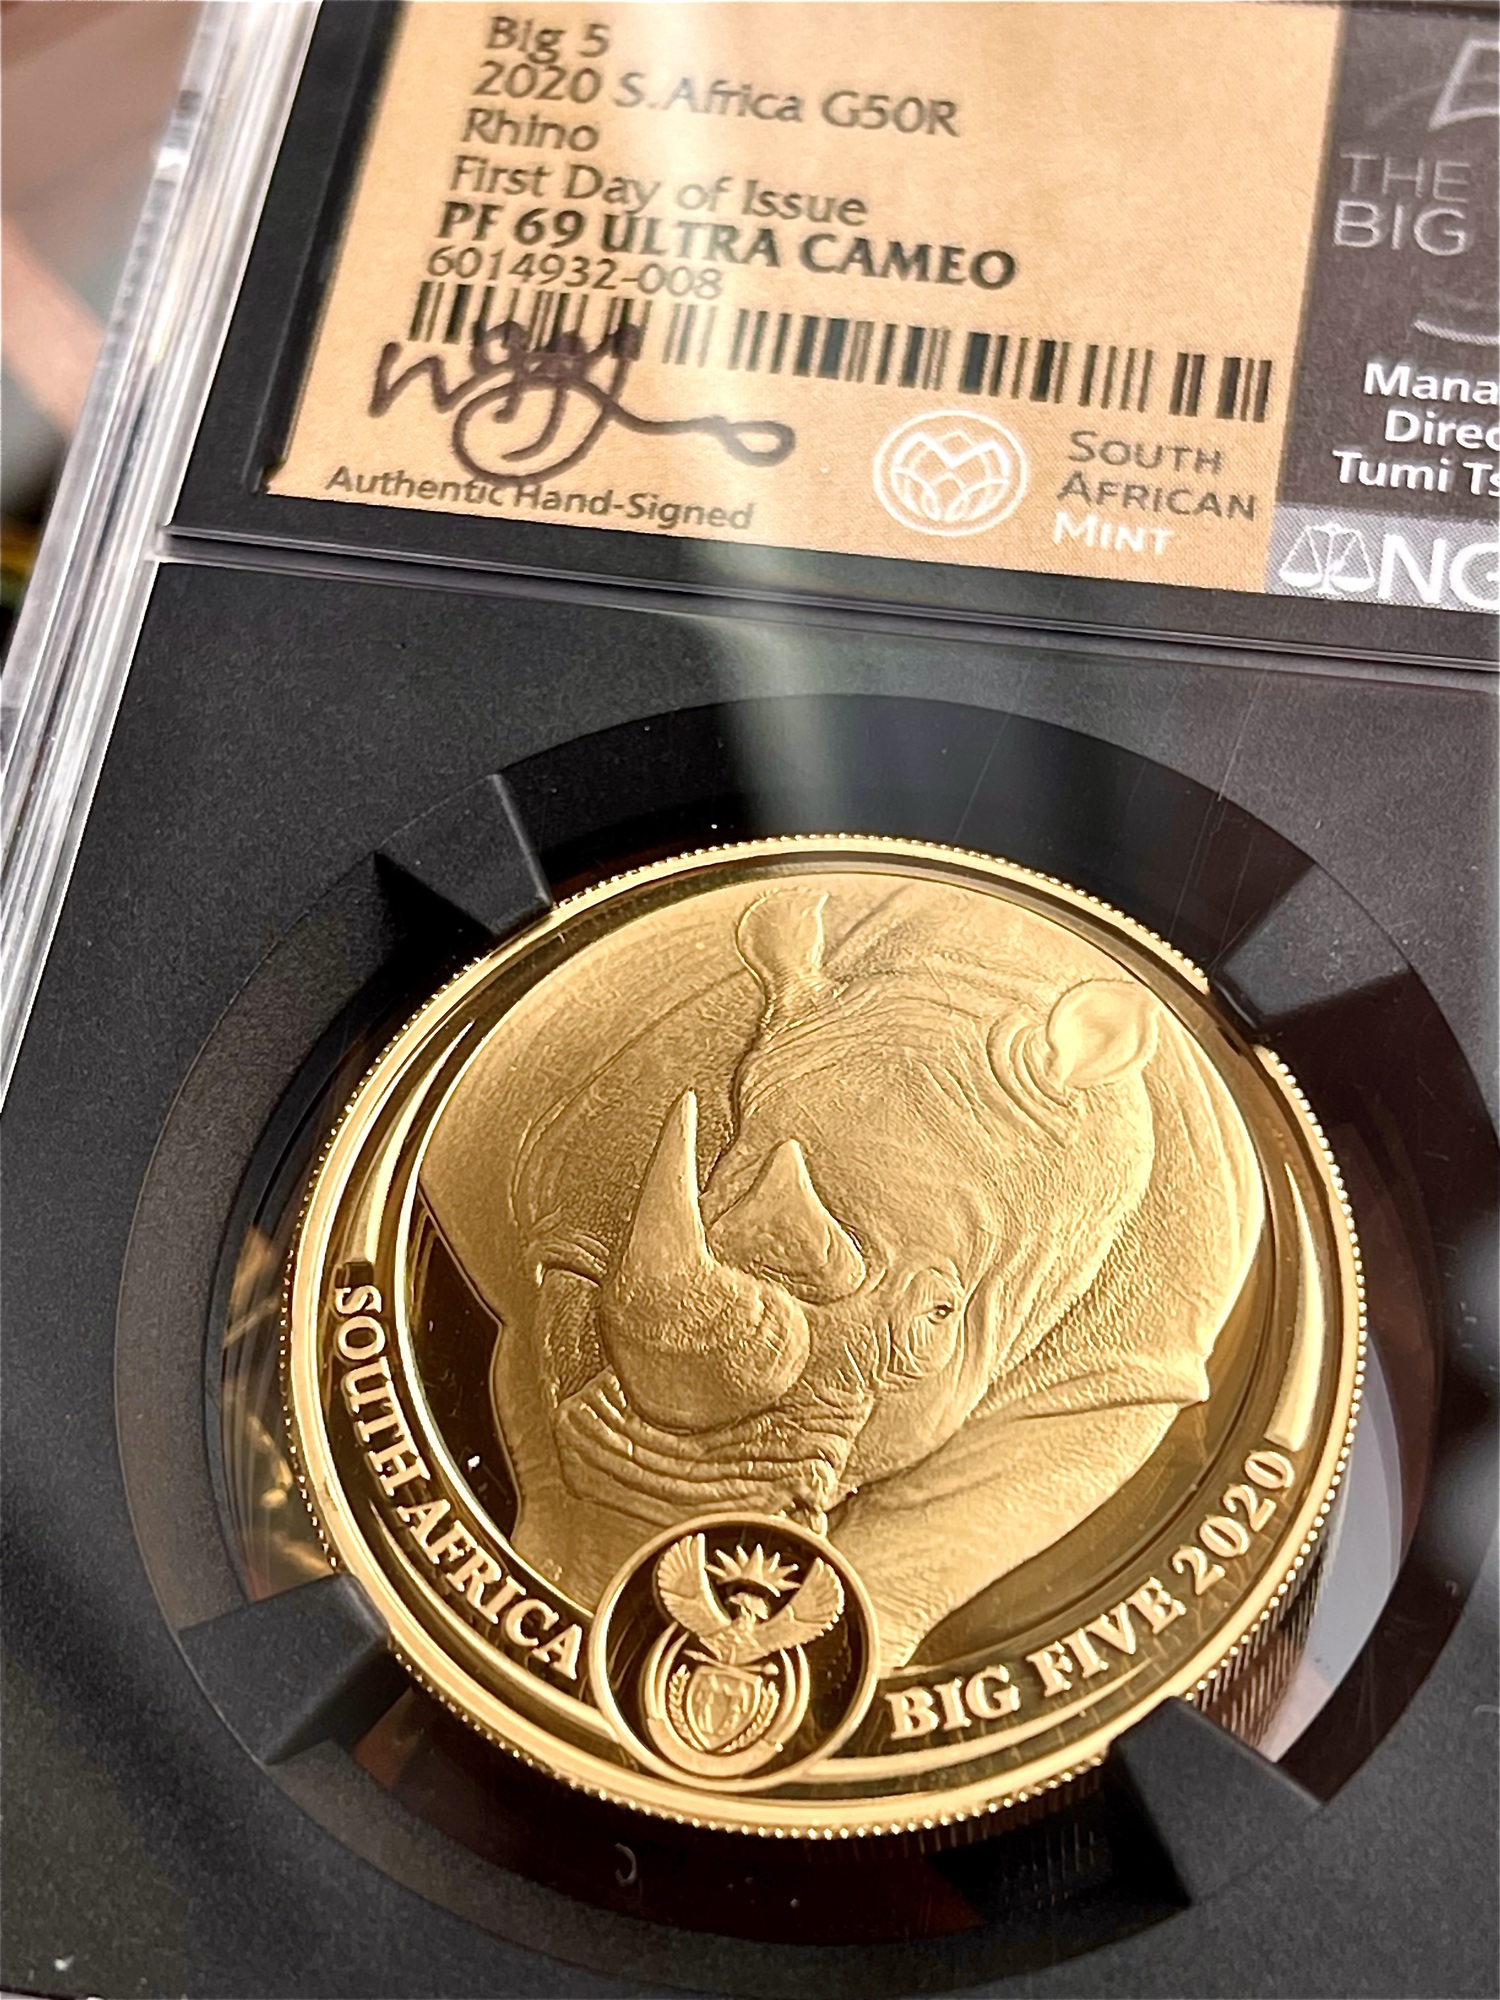 Big 5
2020 S.Africa G50R
Rhino
First Day of Issue
PF 69 ULTRA CAMEO
6014932-008
Authentic Hand-Signed
SOUTH
AFRICAN
MINT
THE
BIG
Mana
Direc
Tumi Ts
NG
SOUTH AFRICA
BIG FIVE 2020